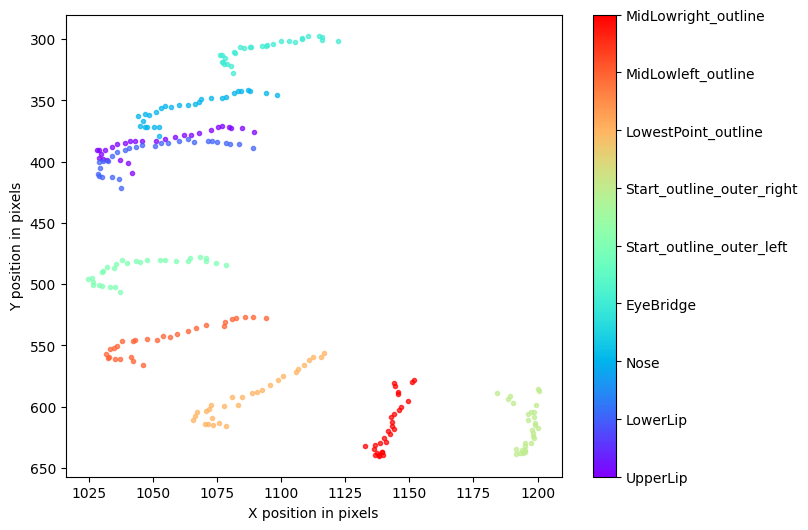 300
350
400
450
500
550
600
650
Y position in pixels
1025
1050
1075
1100
1125
1150
1175
1200
X position in pixels
MidLowright_outline
MidLowleft_outline
LowestPoint_outline
Start_outline_outer_right
Start_outline_outer_left
EyeBridge
Nose
LowerLip
UpperLip